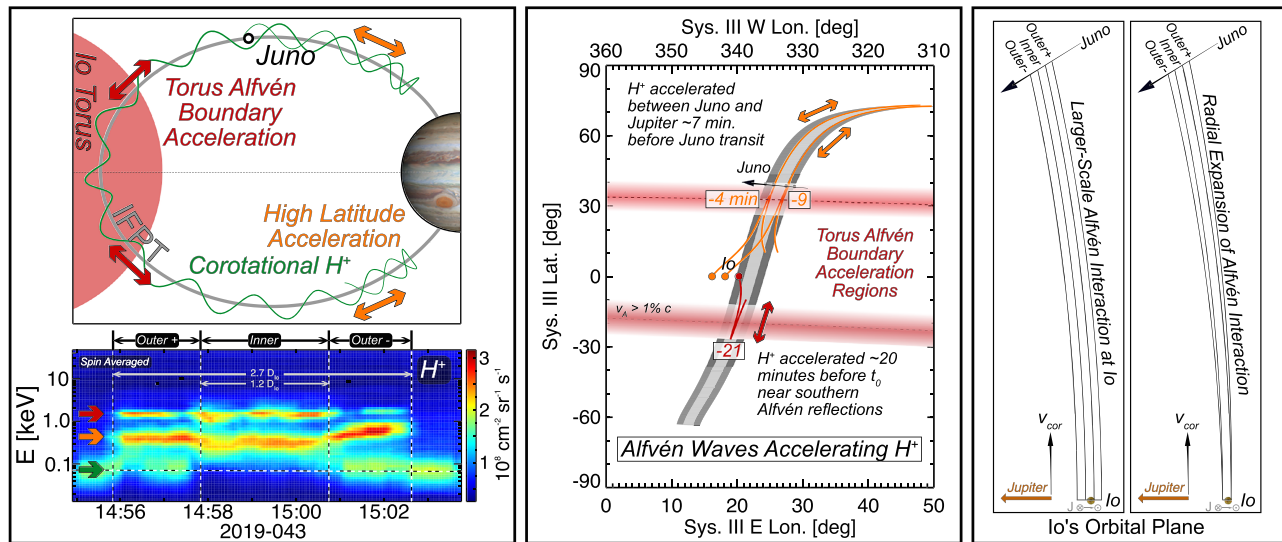 Io Torus
Juno
Torus Alfvén
Boundary
Acceleration
IFPT
High Latitude
Acceleration
Corotational H⁺
Outer +
Inner
Outer -
Spin Averaged
H⁺
2.7 D_Io
1.2 D_Io
E [keV]
10
1.0
0.1
3
2
1
10⁸ cm⁻² sr⁻¹ s⁻¹
14:56
14:58
15:00
15:02
2019-043
Sys. III W Lon. [deg]
360
350
340
330
320
310
Sys. III Lat. [deg]
90
60
30
0
-30
-60
-90
H⁺ accelerated
between Juno and
Jupiter ~7 min.
before Juno transit
Juno
-4 min
-9
Io
Torus Alfvén
Boundary
Acceleration
Regions
v_A > 1% c
-21
H⁺ accelerated ~20
minutes before t₀
near southern
Alfvén reflections
Alfvén Waves Accelerating H⁺
0
10
20
30
40
50
Sys. III E Lon. [deg]
Outer+
Inner
Outer-
Juno
Larger-Scale Alfvén Interaction at Io
v_cor
Jupiter
J
Io
Outer+
Inner
Outer-
Juno
Radial Expansion of Alfvén Interaction
v_cor
Jupiter
J
Io
Io's Orbital Plane